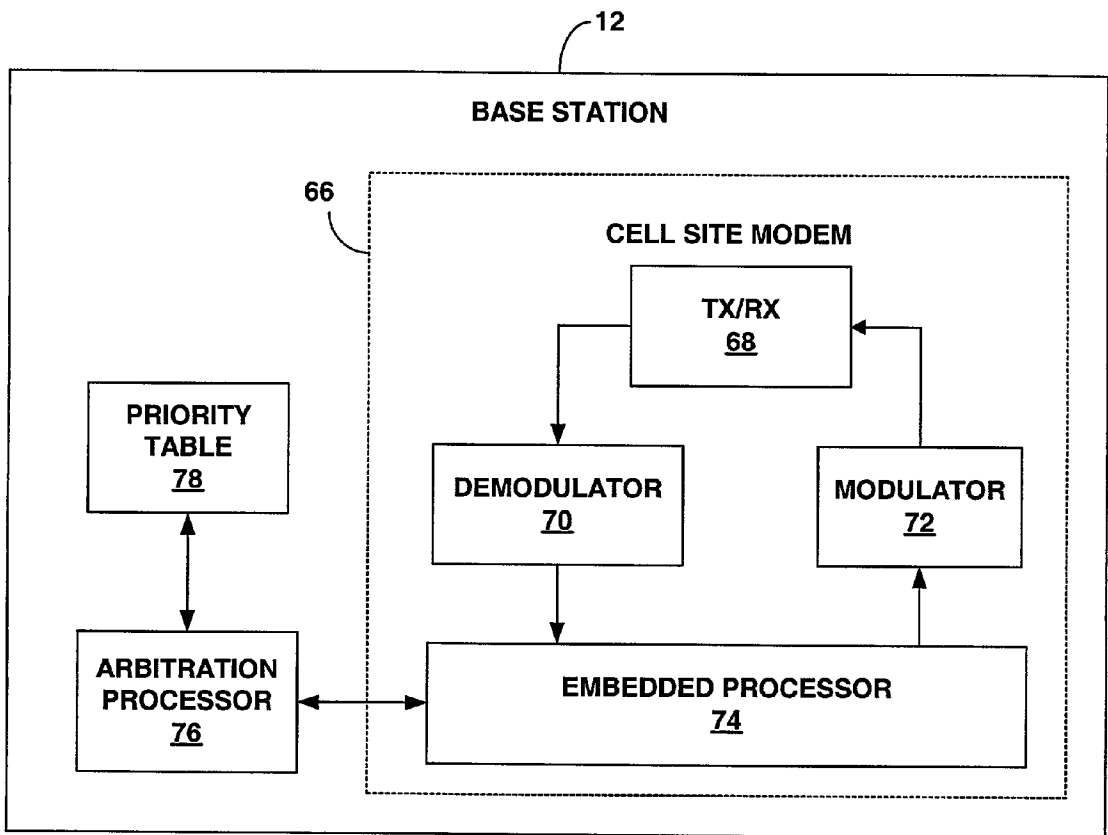 12
BASE STATION
66
CELL SITE MODEM
TX/RX
68
PRIORITY
TABLE
78
DEMODULATOR
70
MODULATOR
72
ARBITRATION
PROCESSOR
76
EMBEDDED PROCESSOR
74